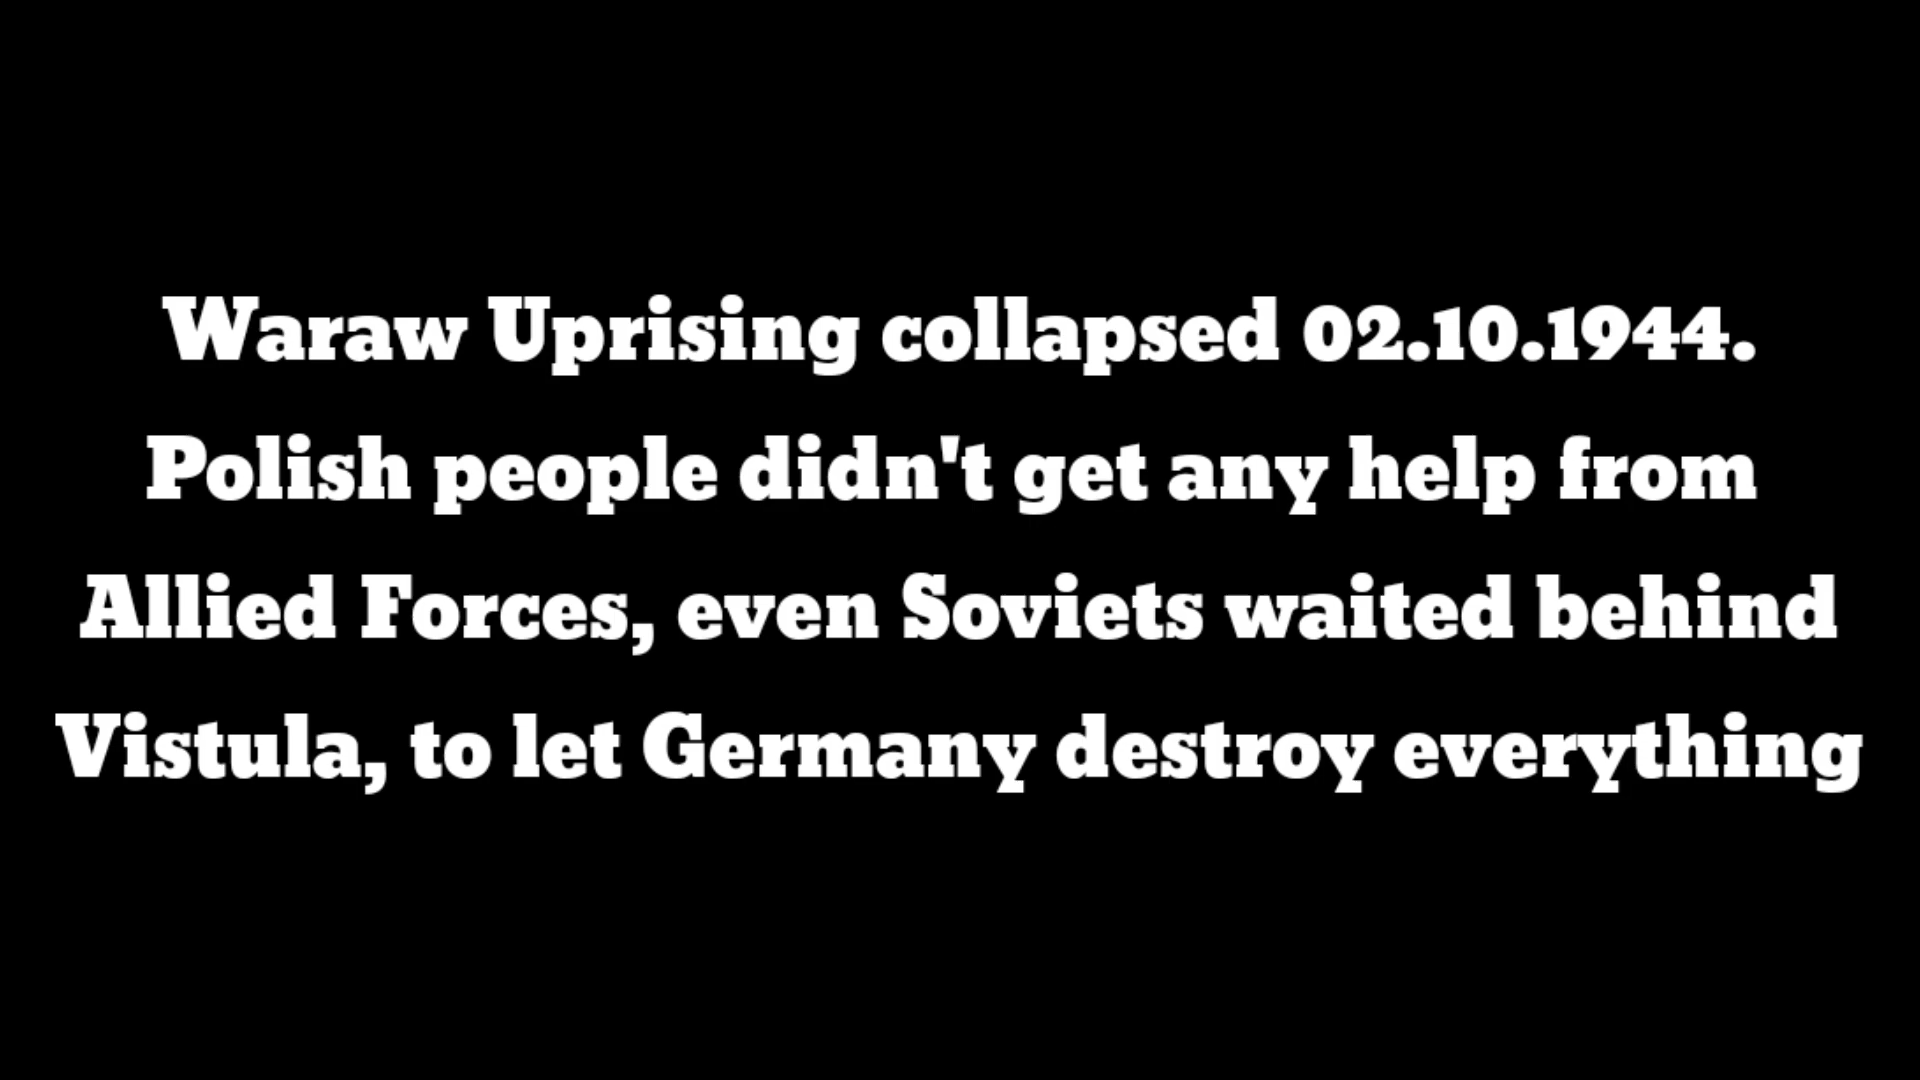 Waraw Uprising collapsed 02.10.1944.
Polish people didn't get any help from
Allied Forces, even Soviets waited behind
Vistula, to let Germany destroy everything